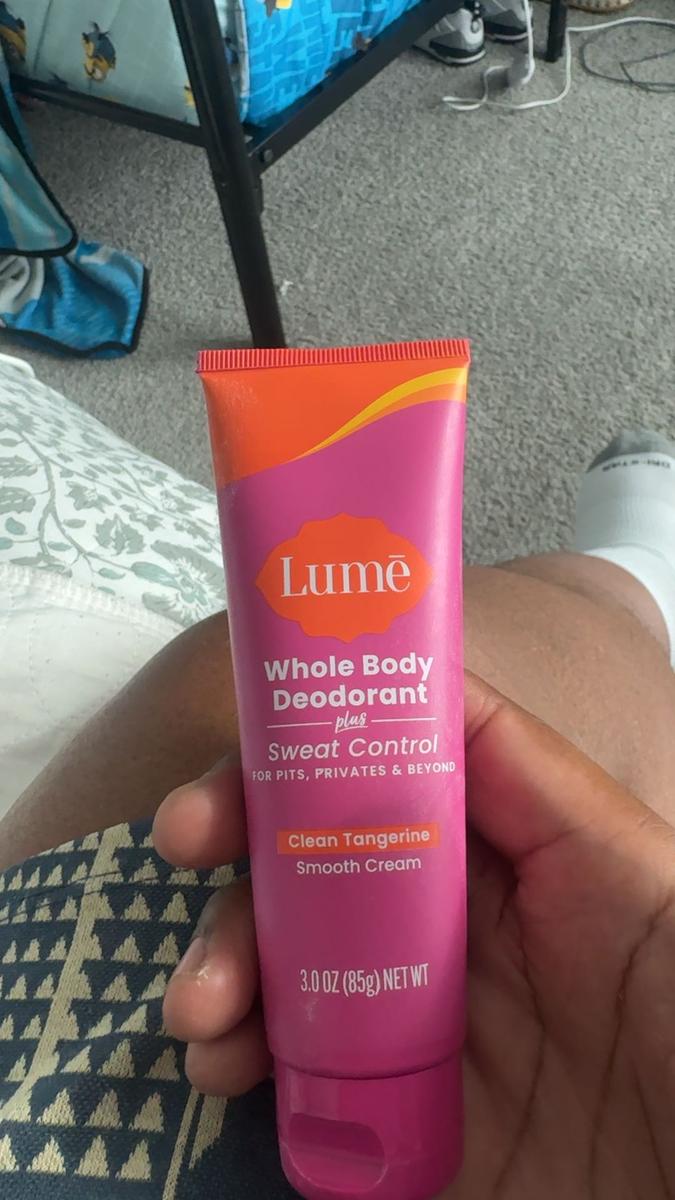 Lumē
Whole Body
Deodorant
plus
Sweat Control
FOR PITS, PRIVATES & BEYOND
Clean Tangerine
Smooth Cream
3.0 OZ (85g) NET WT